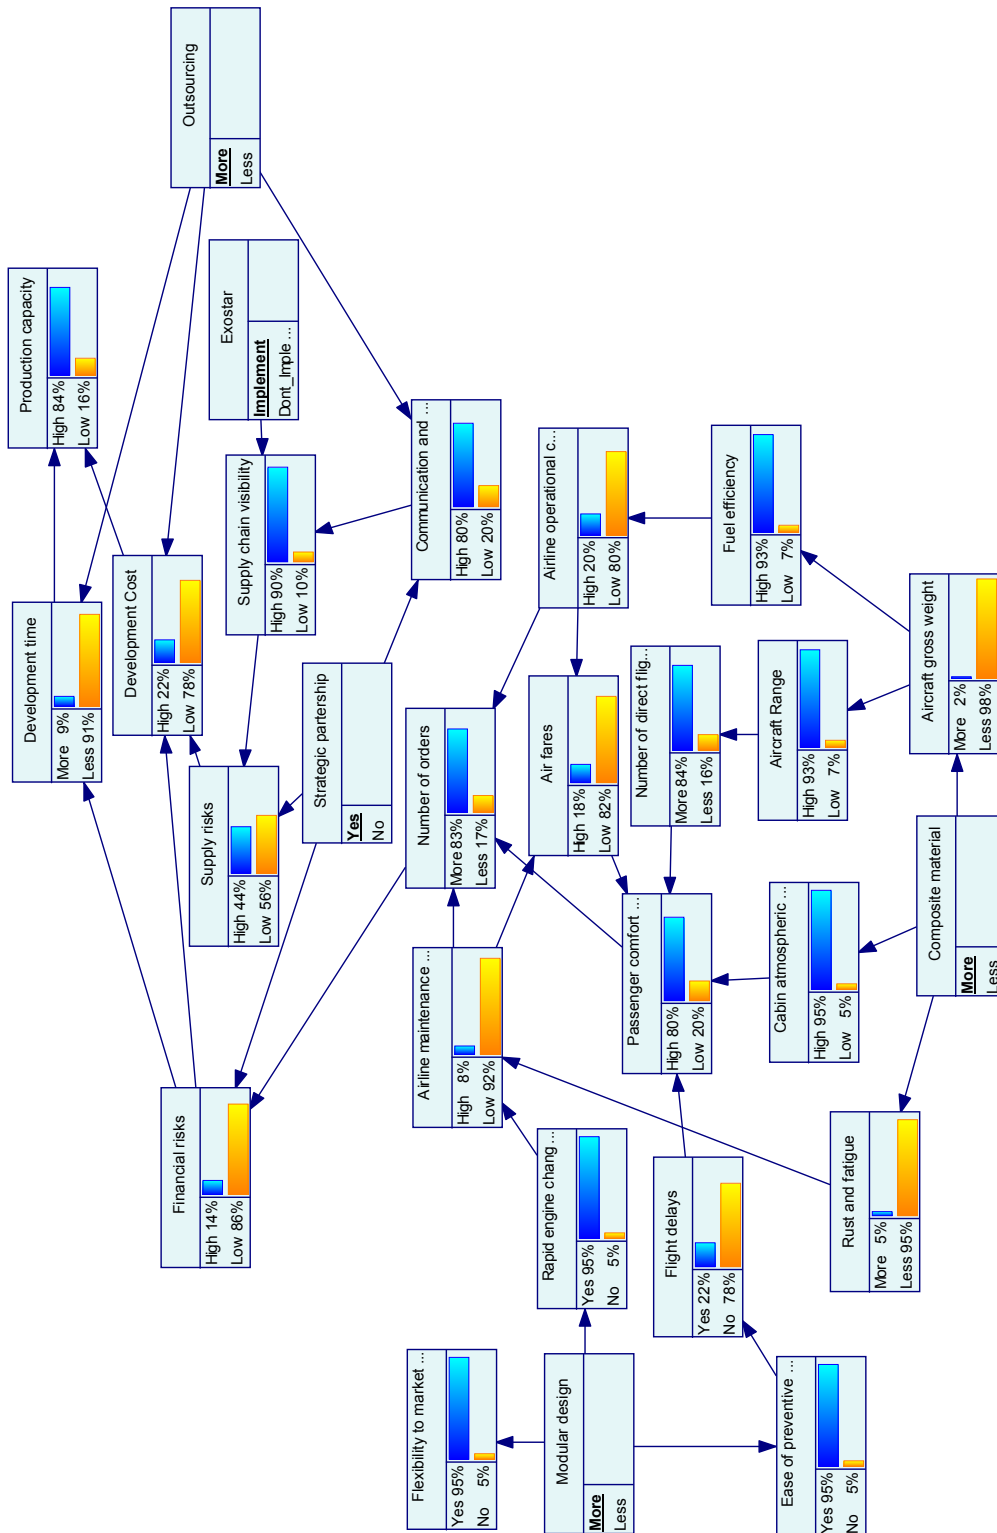 Production capacity
High 84%
Low 16%
Development time
More 9%
Less 91%
Development Cost
High 22%
Low 78%
Financial risks
High 14%
Low 86%
Outsourcing
More
Less
Supply risks
High 44%
Low 56%
Exostar
Implement
Dont_Imple ...
Supply chain visibility
High 90%
Low 10%
Strategic partership
Yes
No
Flexibility to market ...
Yes 95%
No 5%
Airline maintenance ...
High 8%
Low 92%
Number of orders
More 83%
Less 17%
Communication and ...
High 80%
Low 20%
Modular design
More
Less
Rapid engine chang ...
Yes 95%
No 5%
Air fares
High 18%
Low 82%
Airline operational c...
High 20%
Low 80%
Flight delays
Yes 22%
No 78%
Passenger comfort ...
High 80%
Low 20%
Number of direct flig...
More 84%
Less 16%
Fuel efficiency
High 93%
Low 7%
Ease of preventive ...
Yes 95%
No 5%
Cabin atmospheric ...
High 95%
Low 5%
Aircraft Range
High 93%
Low 7%
Rust and fatigue
More 5%
Less 95%
Composite material
More
Less
Aircraft gross weight
More 2%
Less 98%